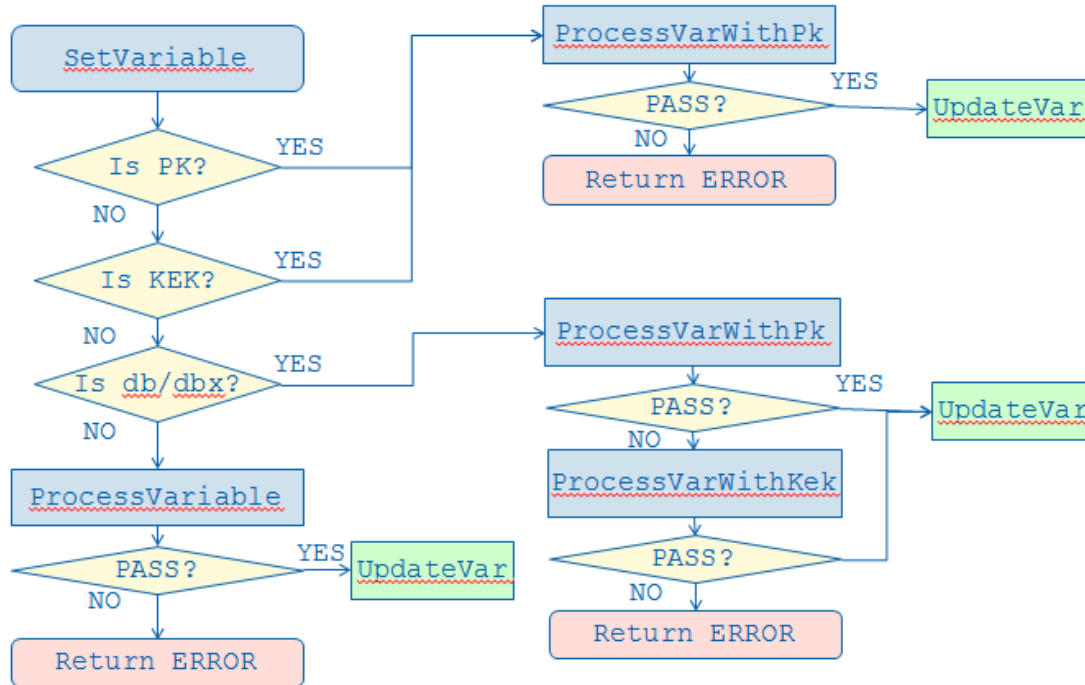 SetVariable
Is PK?
YES
NO
Is KEK?
YES
NO
Is db/dbx?
YES
NO
ProcessVariable
PASS?
YES
UpdateVar
NO
Return ERROR
ProcessVarWithPk
PASS?
YES
UpdateVar
NO
Return ERROR
ProcessVarWithPk
PASS?
YES
UpdateVar
NO
ProcessVarWithKek
PASS?
NO
Return ERROR